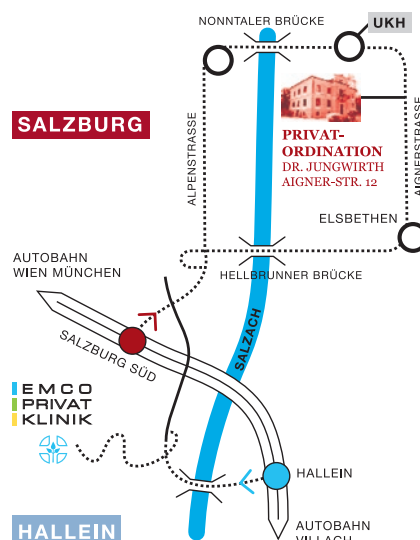 NONNTALER BRÜCKE
UKH
SALZBURG
ALPENSTRASSE
PRIVAT-
ORDINATION
DR. JUNGWIRTH
AIGNER-STR. 12
AIGNERSTRASSE
ELSBETHEN
AUTOBAHN
WIEN MÜNCHEN
HELLBRUNNER BRÜCKE
SALZBURG SÜD
SALZACH
EMCO
PRIVAT
KLINIK
HALLEIN
HALLEIN
AUTOBAHN
VILLACH